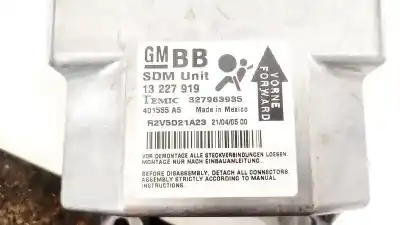 GM BB
SDM Unit
13 227 919
TEMIC 327963935
401585 A5 Made in Mexico
R2V5D21A23 21/04/05 00
VORNE
FORWARD
VOR DEMONTAGE ALLE STECKVERBINDUNGEN LOESEN.
MONTAGE NUR NACH EINBAUANLEITUNG.
BEFORE DISASSEMBLY, DETACH ALL CONNECTORS.
ASSEMBLY STRICTLY ACCORDING TO MANUAL
INSTRUCTIONS.